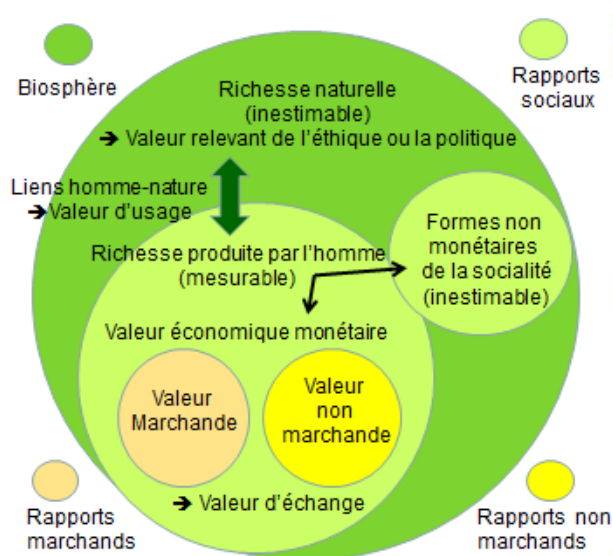 Biosphère
Rapports
sociaux
Richesse naturelle
(inestimable)
➔ Valeur relevant de l’éthique ou la politique
Liens homme-nature
➔Valeur d’usage
Formes non
monétaires
de la socialité
(inestimable)
Richesse produite par l’homme
(mesurable)
Valeur économique monétaire
Valeur
Marchande
Valeur
non
marchande
➔ Valeur d’échange
Rapports
marchands
Rapports non
marchands